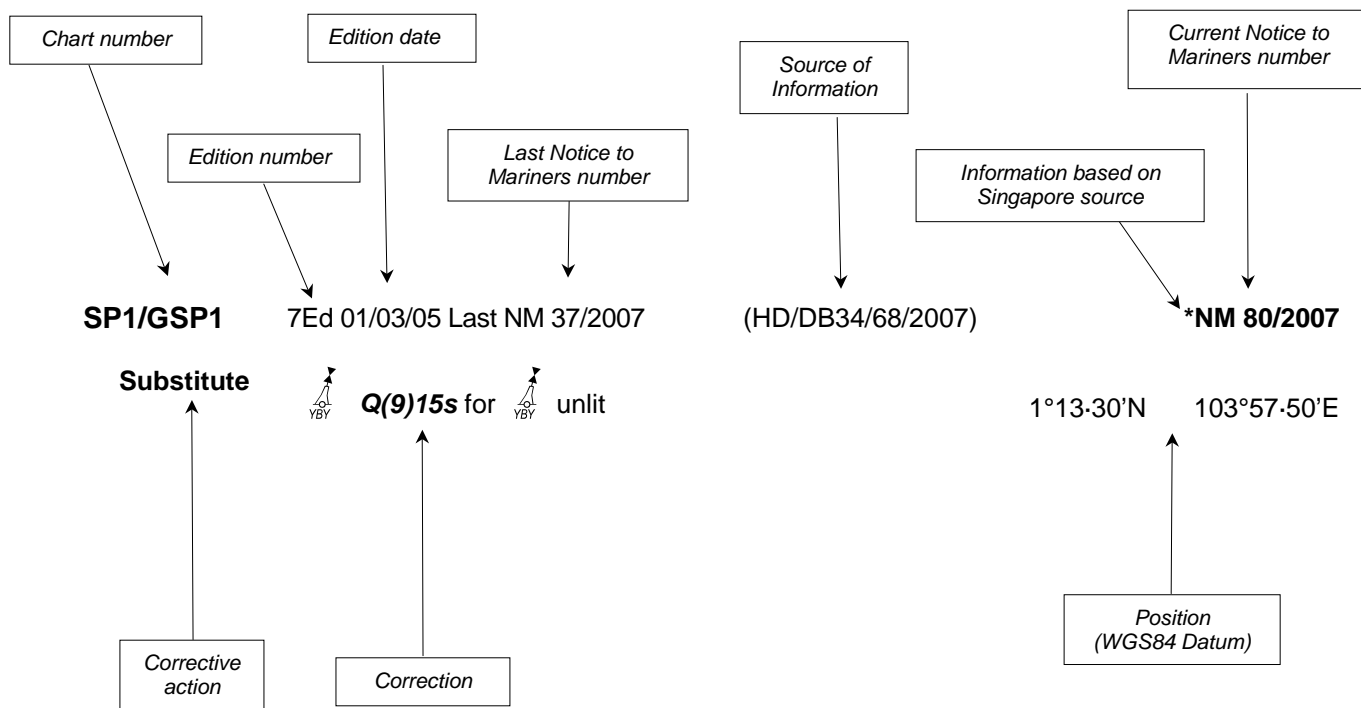 Chart number
Edition date
Source of
Information
Current Notice to
Mariners number
Edition number
Last Notice to
Mariners number
Information based on
Singapore source
SP1/GSP1 7Ed 01/03/05 Last NM 37/2007 (HD/DB34/68/2007) *NM 80/2007
Substitute YBY Q(9)15s for YBY unlit 1°13·30'N 103°57·50'E
Corrective
action
Correction
Position
(WGS84 Datum)